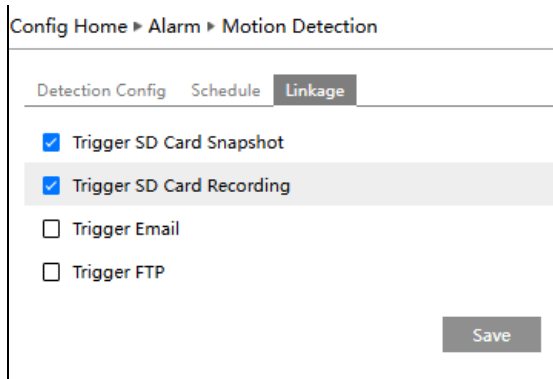 Config Home ▸ Alarm ▸ Motion Detection
Detection Config Schedule Linkage
Trigger SD Card Snapshot
Trigger SD Card Recording
Trigger Email
Trigger FTP
Save